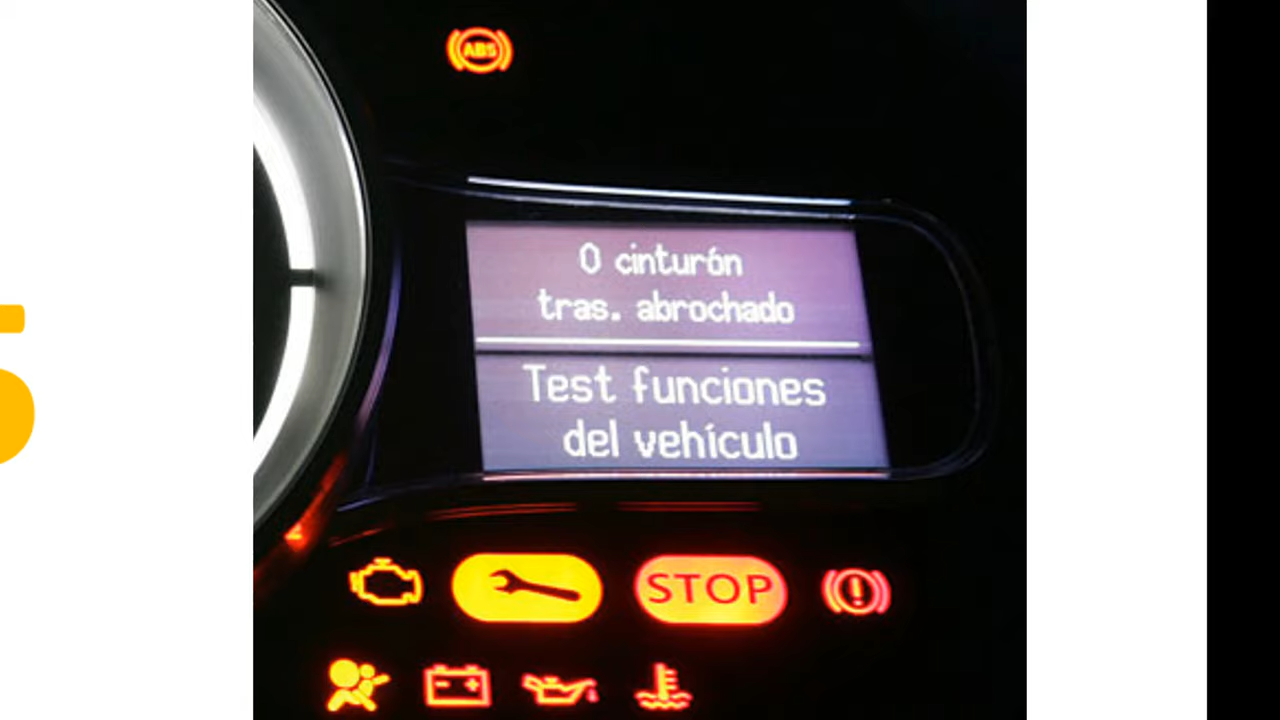 ABS
0 cinturón
tras. abrochado
Test funciones
del vehículo
STOP